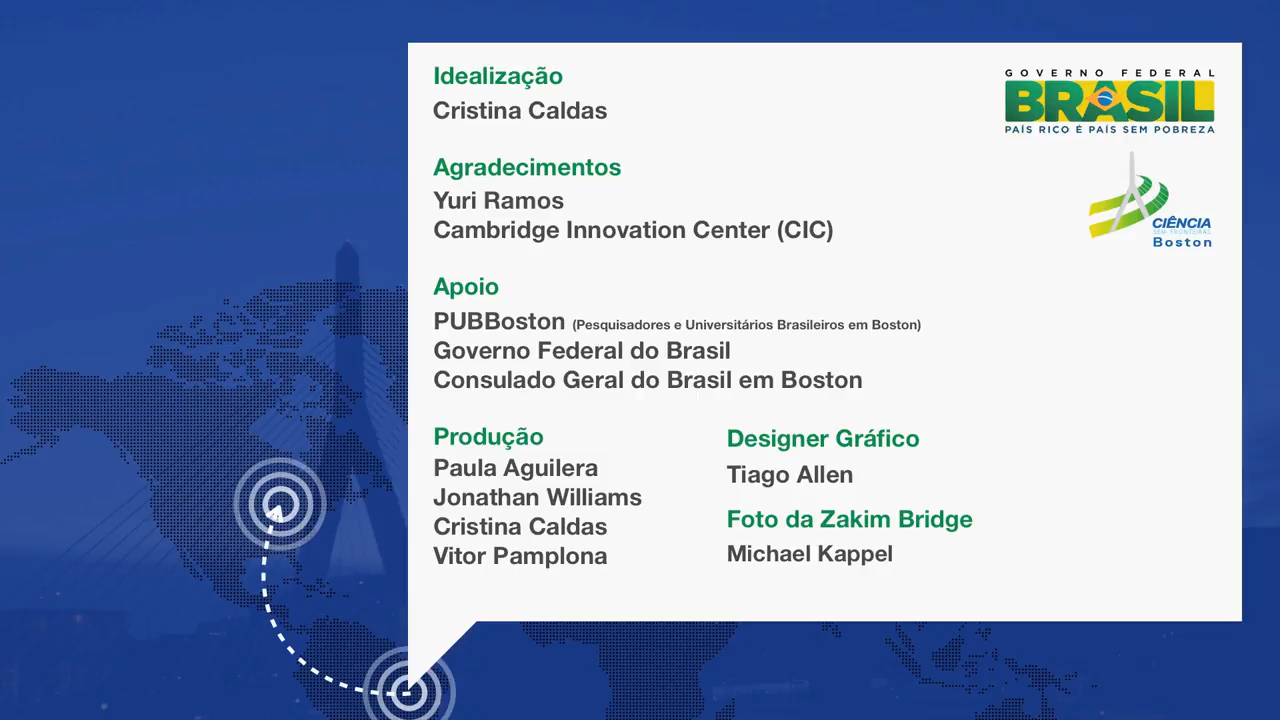 Idealização
Cristina Caldas
Agradecimentos
Yuri Ramos
Cambridge Innovation Center (CIC)
Apoio
PUBBoston (Pesquisadores e Universitários Brasileiros em Boston)
Governo Federal do Brasil
Consulado Geral do Brasil em Boston
Produção
Paula Aguilera
Jonathan Williams
Cristina Caldas
Vitor Pamplona
Designer Gráfico
Tiago Allen
Foto da Zakim Bridge
Michael Kappel
GOVERNO FEDERAL
BRASIL
PAÍS RICO É PAÍS SEM POBREZA
CIÊNCIA
SEM FRONTEIRAS
Boston